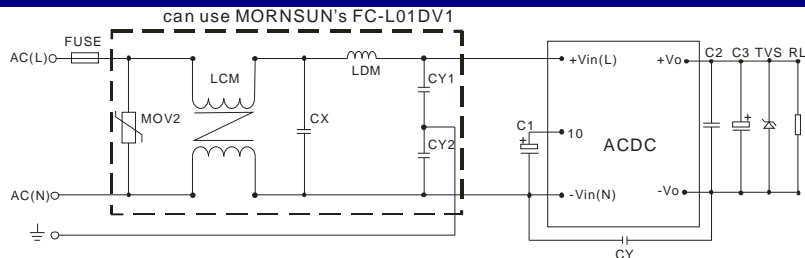 can use MORNSUN's FC-L01DV1
FUSE
AC(L)
LCM
LDM
CY1
+Vin(L)
+Vo
C2 C3 TVS RL
MOV2
CX
C1
+
10
ACDC
+
CY2
AC(N)
-Vin(N)
-Vo
CY